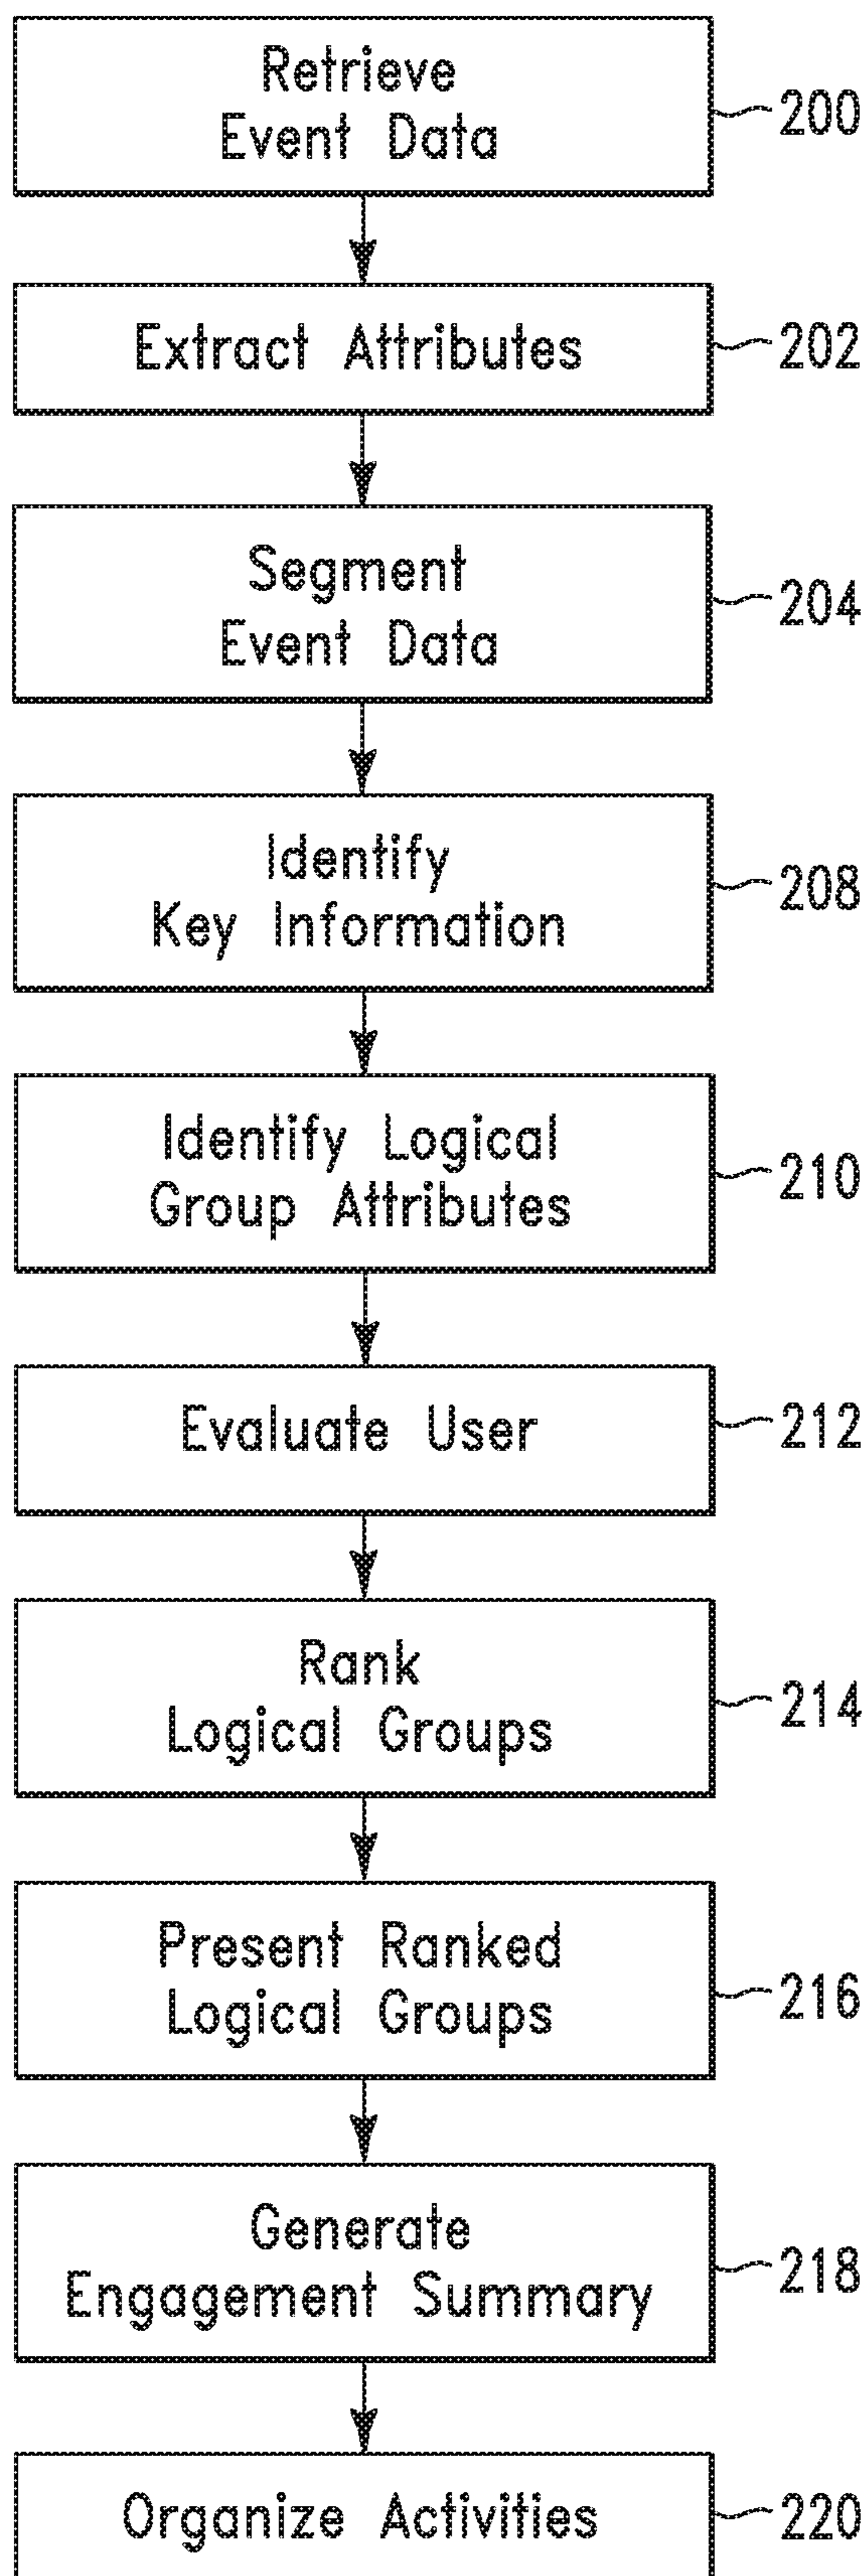 Retrieve
Event Data
200
Extract Attributes
202
Segment
Event Data
204
Identify
Key Information
208
Identify Logical
Group Attributes
210
Evaluate User
212
Rank
Logical Groups
214
Present Ranked
Logical Groups
216
Generate
Engagement Summary
218
Organize Activities
220